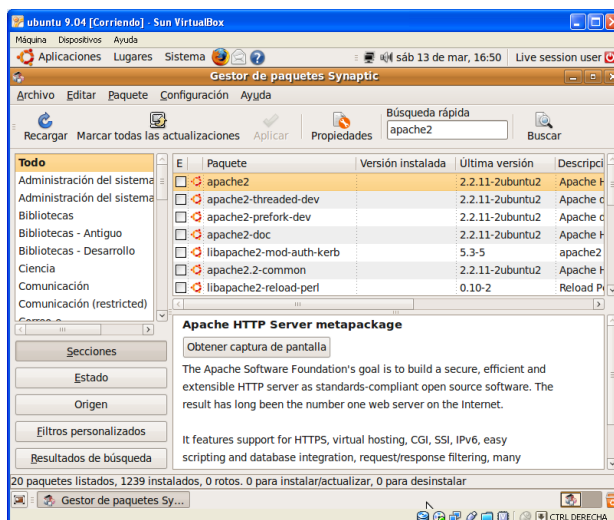 ubuntu 9.04 [Corriendo] - Sun VirtualBox
Máquina Dispositivos Ayuda
Aplicaciones Lugares Sistema sáb 13 de mar, 16:50 Live session user
Gestor de paquetes Synaptic
Archivo Editar Paquete Configuración Ayuda
Búsqueda rápida
apache2
Recargar Marcar todas las actualizaciones Aplicar Propiedades Buscar
Todo
Administración del sistema
Administración del sistema
Bibliotecas
Bibliotecas - Antiguo
Bibliotecas - Desarrollo
Ciencia
Comunicación
Comunicación (restricted)
Correo-e
Secciones
Estado
Origen
Filtros personalizados
Resultados de búsqueda
E Paquete Versión instalada Última versión Descripci
apache2 2.2.11-2ubuntu2 Apache H
apache2-threaded-dev 2.2.11-2ubuntu2 Apache d
apache2-prefork-dev 2.2.11-2ubuntu2 Apache d
apache2-doc 2.2.11-2ubuntu2 Apache H
libapache2-mod-auth-kerb 5.3-5 apache2
apache2.2-common 2.2.11-2ubuntu2 Apache H
libapache2-reload-perl 0.10-2 Reload Pe
Apache HTTP Server metapackage
Obtener captura de pantalla
The Apache Software Foundation's goal is to build a secure, efficient and
extensible HTTP server as standards-compliant open source software. The
result has long been the number one web server on the Internet.
It features support for HTTPS, virtual hosting, CGI, SSI, IPv6, easy
scripting and database integration, request/response filtering, many
20 paquetes listados, 1239 instalados, 0 rotos. 0 para instalar/actualizar, 0 para desinstalar
Gestor de paquetes Sy...
CTRL DERECHA